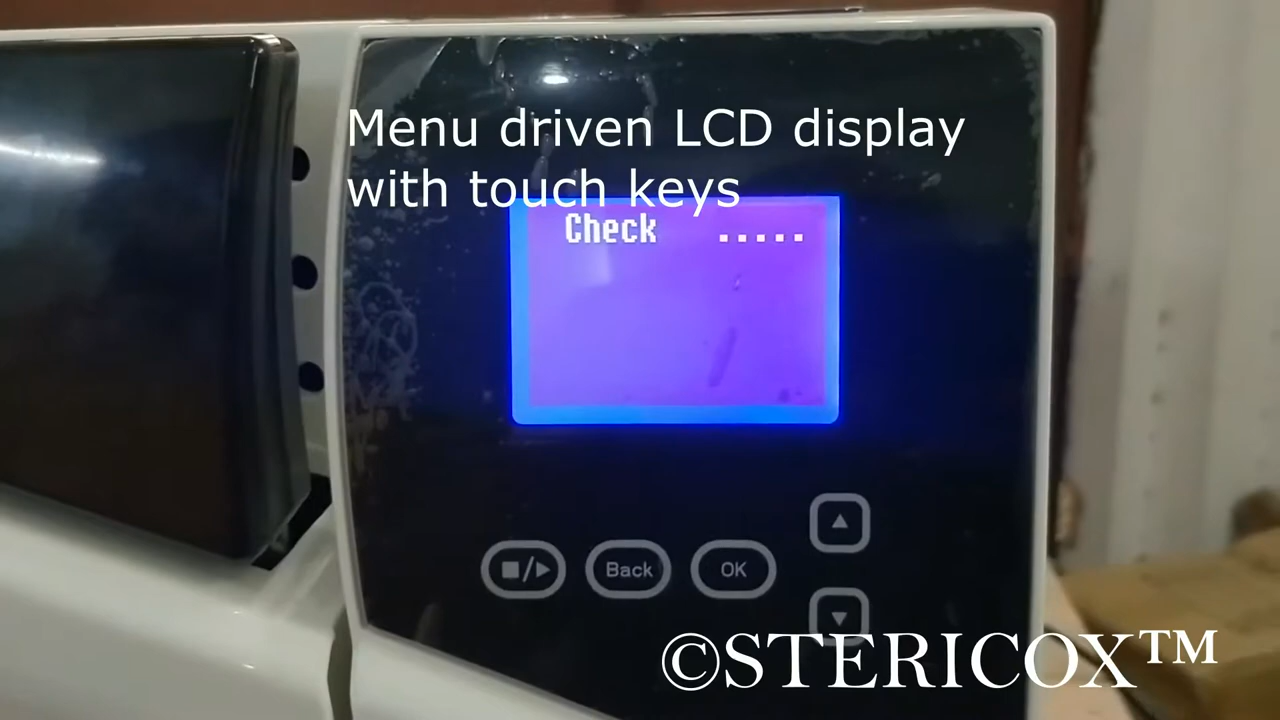 Menu driven LCD display
with touch keys
Check .....
■/▶ Back OK
▲
▼
©STERICOX™